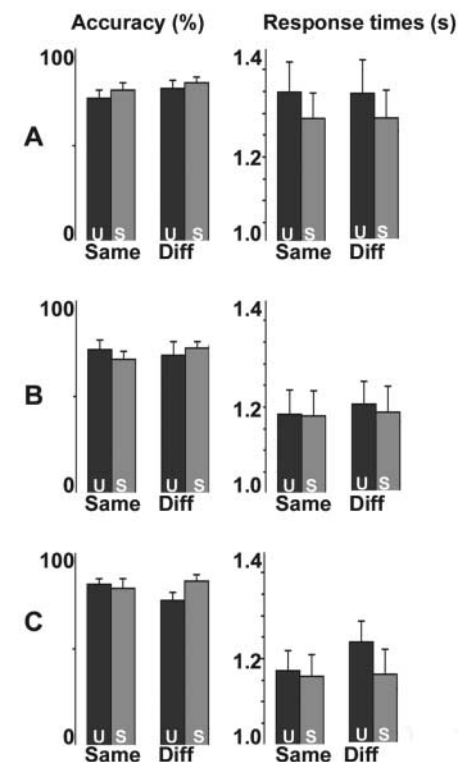 Accuracy (%) Response times (s)
100 1.4
A 1.2
0 U S U S 1.0 U S U S
Same Diff Same Diff
100 1.4
B 1.2
0 U S U S 1.0 U S U S
Same Diff Same Diff
100 1.4
C 1.2
0 U S U S 1.0 U S U S
Same Diff Same Diff